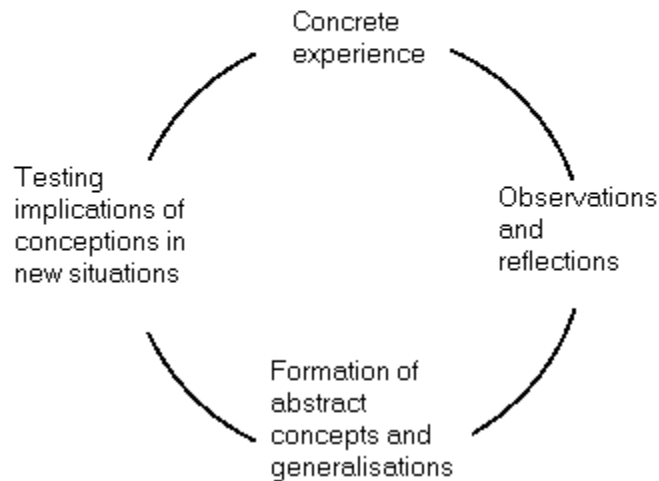 Concrete
experience
Testing
implications of
conceptions in
new situations
Observations
and
reflections
Formation of
abstract
concepts and
generalisations